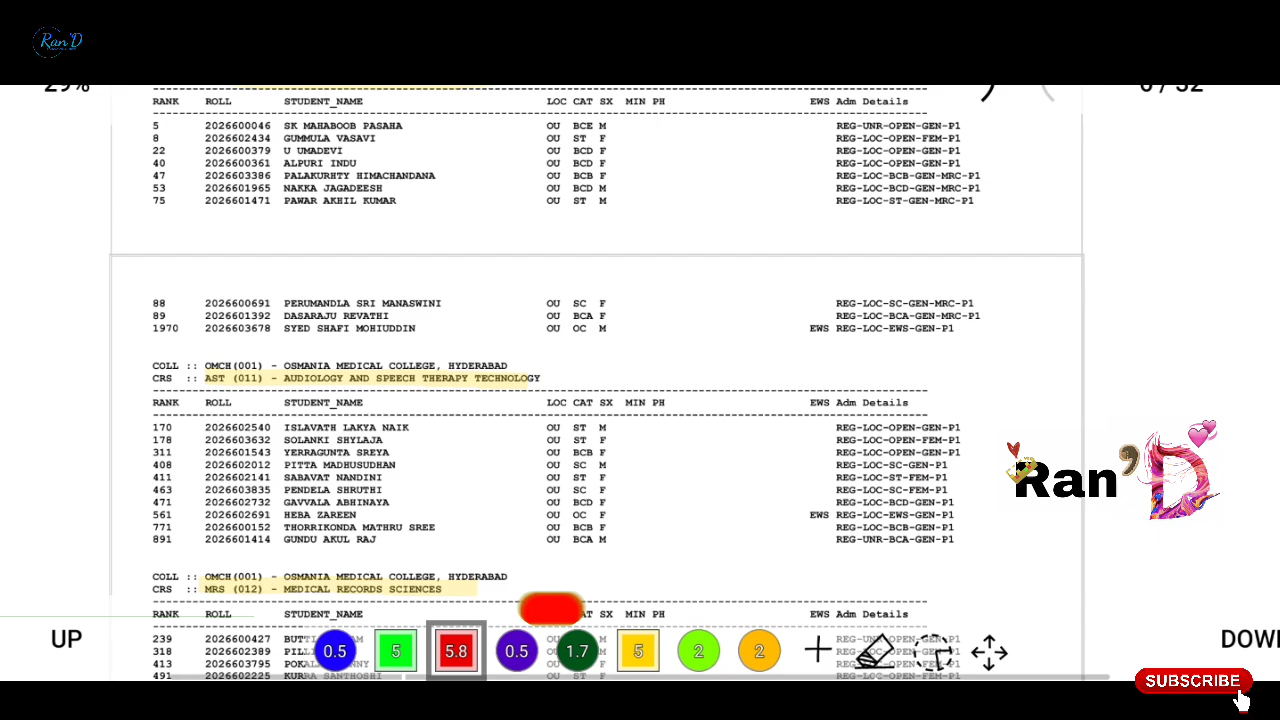 Ran'D
29%
6 / 32
RANK ROLL STUDENT_NAME LOC CAT SX MIN PH EWS Adm Details
5 2026600046 SK MAHABOOB PASAHA OU BCE M REG-UNR-OPEN-GEN-P1
8 2026602434 GUMMULA VASAVI OU ST F REG-LOC-OPEN-FEM-P1
22 2026600379 U UMADEVI OU BCD F REG-LOC-OPEN-GEN-P1
40 2026600361 ALPURI INDU OU BCD F REG-LOC-OPEN-GEN-P1
47 2026603386 PALAKURHTY HIMACHANDANA OU BCB F REG-LOC-BCB-GEN-MRC-P1
53 2026601965 NAKKA JAGADEESH OU BCD M REG-LOC-BCD-GEN-MRC-P1
75 2026601471 PAWAR AKHIL KUMAR OU ST M REG-LOC-ST-GEN-MRC-P1
88 2026600691 PERUMANDLA SRI MANASWINI OU SC F REG-LOC-SC-GEN-MRC-P1
89 2026601392 DASARAJU REVATHI OU BCA F REG-LOC-BCA-GEN-MRC-P1
1970 2026603678 SYED SHAFI MOHIUDDIN OU OC M EWS REG-LOC-EWS-GEN-P1
COLL :: OMCH(001) - OSMANIA MEDICAL COLLEGE, HYDERABAD
CRS :: AST (011) - AUDIOLOGY AND SPEECH THERAPY TECHNOLOGY
RANK ROLL STUDENT_NAME LOC CAT SX MIN PH EWS Adm Details
170 2026602540 ISLAVATH LAKYA NAIK OU ST M REG-LOC-OPEN-GEN-P1
178 2026603632 SOLANKI SHYLAJA OU ST F REG-LOC-OPEN-FEM-P1
311 2026601543 YERRAGUNTA SREYA OU BCB F REG-LOC-OPEN-GEN-P1
408 2026602012 PITTA MADHUSUDHAN OU SC M REG-LOC-SC-GEN-P1
411 2026602141 SABAVAT NANDINI OU ST F REG-LOC-ST-FEM-P1
463 2026603835 PENDELA SHRUTHI OU SC F REG-LOC-SC-FEM-P1
471 2026602732 GAVVALA ABHINAYA OU BCD F REG-LOC-BCD-GEN-P1
561 2026602691 HEBA ZAREEN OU OC F EWS REG-LOC-EWS-GEN-P1
771 2026600152 THORRIKONDA MATHRU SREE OU BCB F REG-LOC-BCB-GEN-P1
891 2026601414 GUNDU AKUL RAJ OU BCA M REG-UNR-BCA-GEN-P1
Ran'D
COLL :: OMCH(001) - OSMANIA MEDICAL COLLEGE, HYDERABAD
CRS :: MRS (012) - MEDICAL RECORDS SCIENCES
RANK ROLL STUDENT_NAME SX MIN PH EWS Adm Details
239 2026600427 M
318 2026602389 M
413 2026603795
491 2026602225 KURRA SANTHOSHI OU ST F REG-LOC-OPEN-FEM-P1
UP 0.5 5 5.8 0.5 1.7 5 2 2
SUBSCRIBE